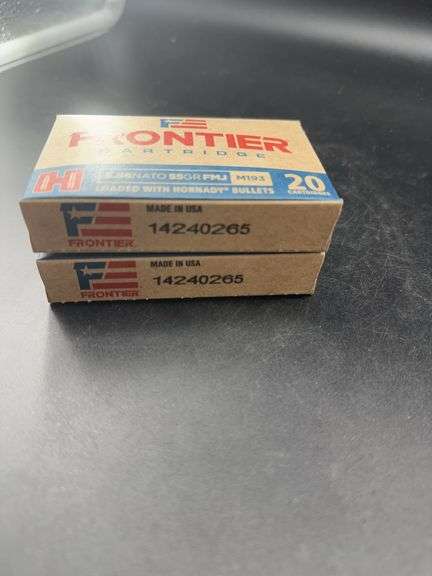 FRONTIER
CARTRIDGE
5.56 NATO 55GR FMJ M193
LOADED WITH HORNADY® BULLETS
20
CARTRIDGES
MADE IN USA
14240265
FRONTIER
MADE IN USA
14240265
FRONTIER